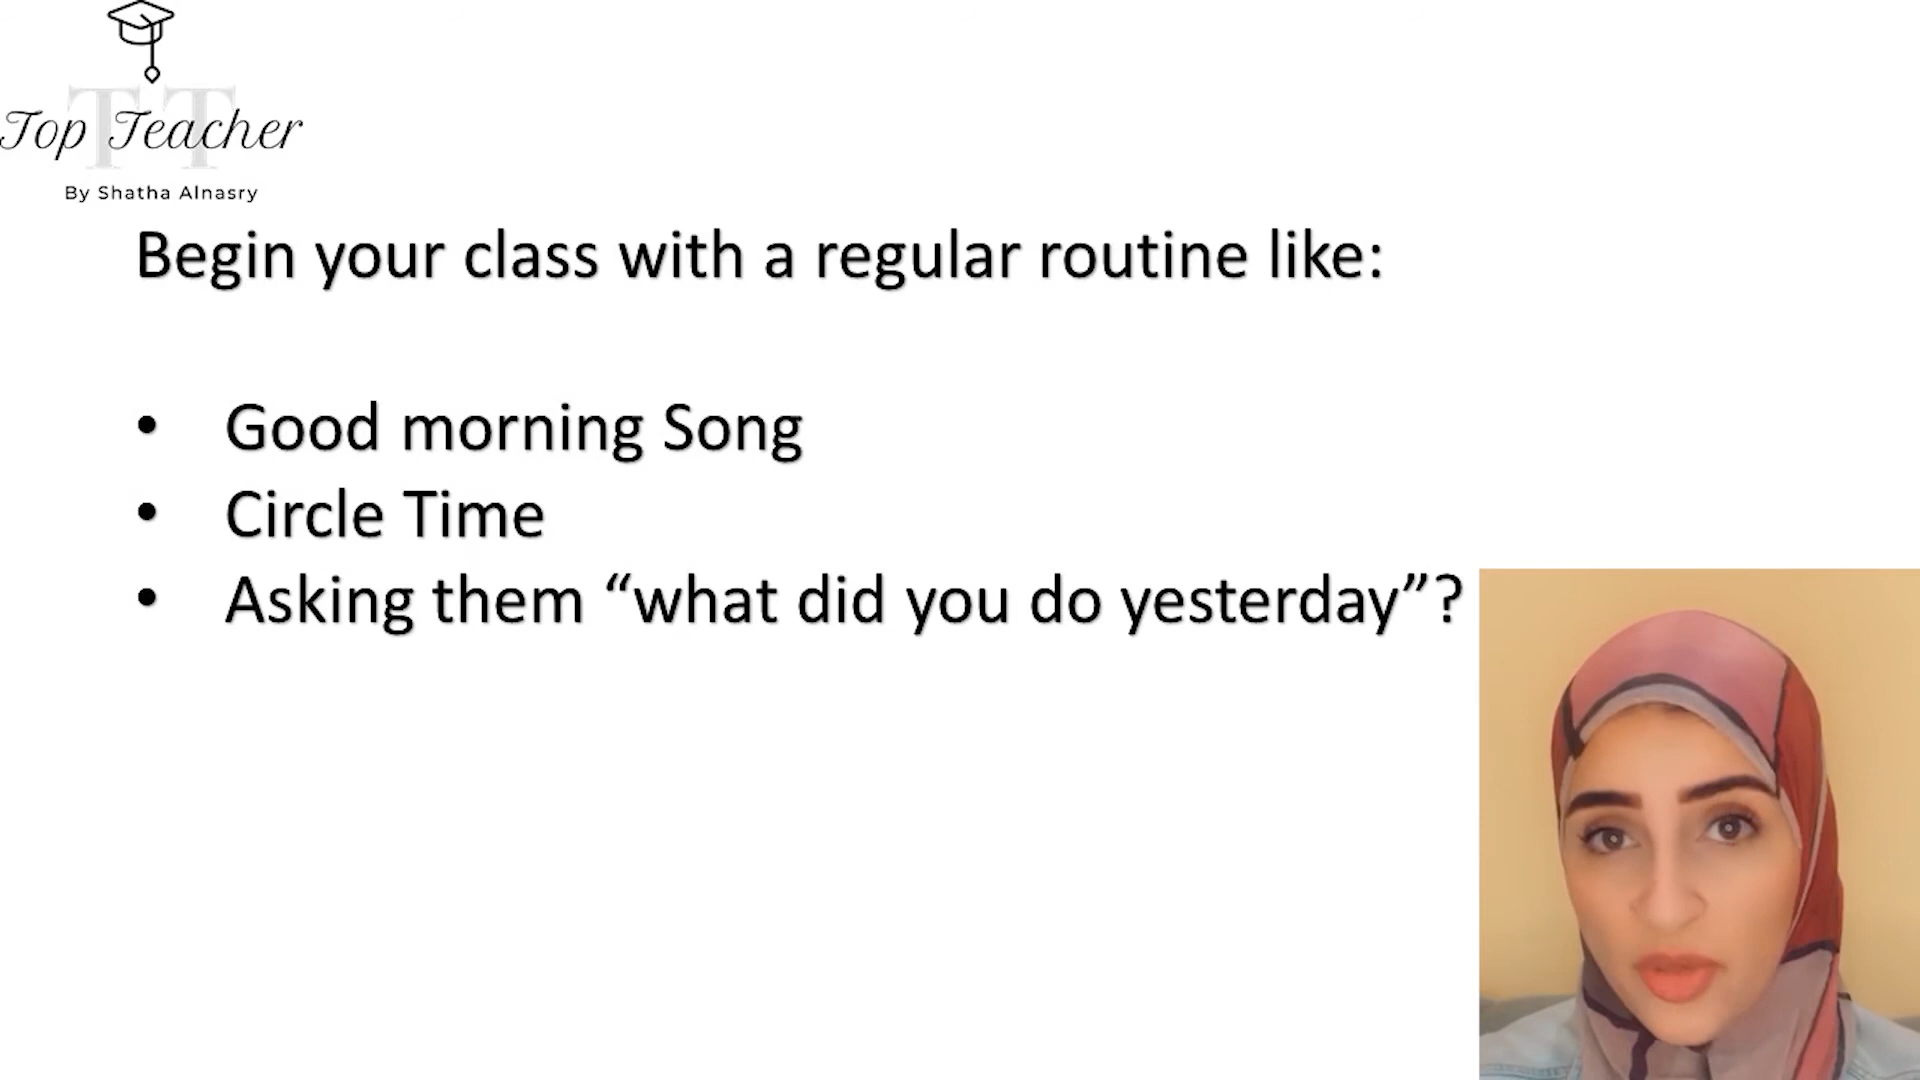 TT
Top Teacher
By Shatha Alnasry
Begin your class with a regular routine like:
• Good morning Song
• Circle Time
• Asking them “what did you do yesterday”?